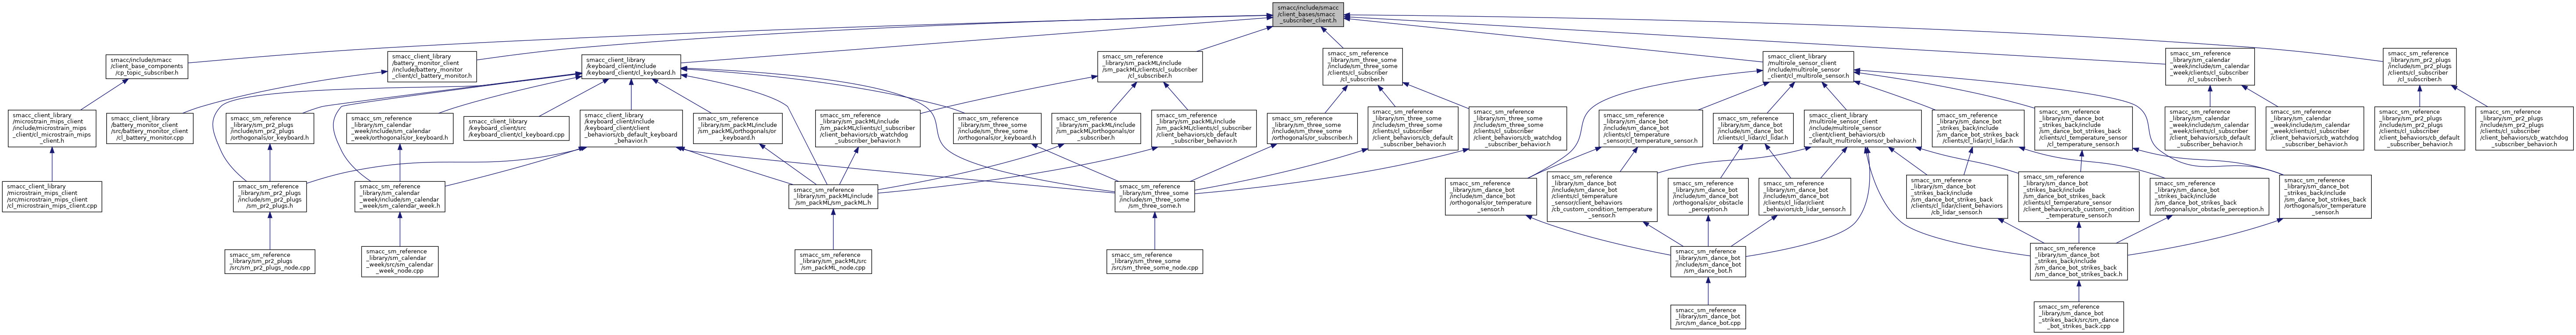 smacc/include/smacc
/client_bases/smacc
_subscriber_client.h
smacc/include/smacc
/client_base_components
/cp_topic_subscriber.h
smacc_client_library
/battery_monitor_client
/include/battery_monitor
_client/cl_battery_monitor.h
smacc_client_library
/keyboard_client/include
/keyboard_client/cl_keyboard.h
smacc_sm_reference
_library/sm_packML/include
/sm_packML/clients/cl_subscriber
/cl_subscriber.h
smacc_sm_reference
_library/sm_three_some
/include/sm_three_some
/clients/cl_subscriber
/cl_subscriber.h
smacc_client_library
/multirole_sensor_client
/include/multirole_sensor
_client/cl_multirole_sensor.h
smacc_sm_reference
_library/sm_calendar
_week/include/sm_calendar
_week/clients/cl_subscriber
/cl_subscriber.h
smacc_sm_reference
_library/sm_pr2_plugs
/include/sm_pr2_plugs
/clients/cl_subscriber
/cl_subscriber.h
smacc_client_library
/microstrain_mips_client
/include/microstrain_mips
_client/cl_microstrain_mips
_client.h
smacc_client_library
/battery_monitor_client
/src/battery_monitor_client
/cl_battery_monitor.cpp
smacc_sm_reference
_library/sm_pr2_plugs
/include/sm_pr2_plugs
/orthogonals/or_keyboard.h
smacc_sm_reference
_library/sm_calendar
_week/include/sm_calendar
_week/orthogonals/or_keyboard.h
smacc_client_library
/keyboard_client/src
/keyboard_client/cl_keyboard.cpp
smacc_client_library
/keyboard_client/include
/keyboard_client/client
_behaviors/cb_default_keyboard
_behavior.h
smacc_sm_reference
_library/sm_packML/include
/sm_packML/orthogonals/or
_keyboard.h
smacc_sm_reference
_library/sm_packML/include
/sm_packML/clients/cl_subscriber
/client_behaviors/cb_watchdog
_subscriber_behavior.h
smacc_sm_reference
_library/sm_three_some
/include/sm_three_some
/orthogonals/or_keyboard.h
smacc_sm_reference
_library/sm_packML/include
/sm_packML/orthogonals/or
_subscriber.h
smacc_sm_reference
_library/sm_packML/include
/sm_packML/clients/cl_subscriber
/client_behaviors/cb_default
_subscriber_behavior.h
smacc_sm_reference
_library/sm_three_some
/include/sm_three_some
/orthogonals/or_subscriber.h
smacc_sm_reference
_library/sm_three_some
/include/sm_three_some
/clients/cl_subscriber
/client_behaviors/cb_default
_subscriber_behavior.h
smacc_sm_reference
_library/sm_three_some
/include/sm_three_some
/clients/cl_subscriber
/client_behaviors/cb_watchdog
_subscriber_behavior.h
smacc_sm_reference
_library/sm_dance_bot
/include/sm_dance_bot
/clients/cl_temperature
_sensor/cl_temperature_sensor.h
smacc_sm_reference
_library/sm_dance_bot
/include/sm_dance_bot
/clients/cl_lidar/cl_lidar.h
smacc_client_library
/multirole_sensor_client
/include/multirole_sensor
_client/client_behaviors/cb
_default_multirole_sensor_behavior.h
smacc_sm_reference
_library/sm_dance_bot
_strikes_back/include
/sm_dance_bot_strikes_back
/clients/cl_lidar/cl_lidar.h
smacc_sm_reference
_library/sm_dance_bot
_strikes_back/include
/sm_dance_bot_strikes_back
/clients/cl_temperature_sensor
/cl_temperature_sensor.h
smacc_sm_reference
_library/sm_calendar
_week/include/sm_calendar
_week/clients/cl_subscriber
/client_behaviors/cb_default
_subscriber_behavior.h
smacc_sm_reference
_library/sm_calendar
_week/include/sm_calendar
_week/clients/cl_subscriber
/client_behaviors/cb_watchdog
_subscriber_behavior.h
smacc_sm_reference
_library/sm_pr2_plugs
/include/sm_pr2_plugs
/clients/cl_subscriber
/client_behaviors/cb_default
_subscriber_behavior.h
smacc_sm_reference
_library/sm_pr2_plugs
/include/sm_pr2_plugs
/clients/cl_subscriber
/client_behaviors/cb_watchdog
_subscriber_behavior.h
smacc_client_library
/microstrain_mips_client
/src/microstrain_mips_client
/cl_microstrain_mips_client.cpp
smacc_sm_reference
_library/sm_pr2_plugs
/include/sm_pr2_plugs
/sm_pr2_plugs.h
smacc_sm_reference
_library/sm_calendar
_week/include/sm_calendar
_week/sm_calendar_week.h
smacc_sm_reference
_library/sm_packML/include
/sm_packML/sm_packML.h
smacc_sm_reference
_library/sm_three_some
/include/sm_three_some
/sm_three_some.h
smacc_sm_reference
_library/sm_dance_bot
/include/sm_dance_bot
/orthogonals/or_temperature
_sensor.h
smacc_sm_reference
_library/sm_dance_bot
/include/sm_dance_bot
/clients/cl_temperature
_sensor/client_behaviors
/cb_custom_condition_temperature
_sensor.h
smacc_sm_reference
_library/sm_dance_bot
/include/sm_dance_bot
/orthogonals/or_obstacle
_perception.h
smacc_sm_reference
_library/sm_dance_bot
/include/sm_dance_bot
/clients/cl_lidar/client
_behaviors/cb_lidar_sensor.h
smacc_sm_reference
_library/sm_dance_bot
_strikes_back/include
/sm_dance_bot_strikes_back
/clients/cl_lidar/client_behaviors
/cb_lidar_sensor.h
smacc_sm_reference
_library/sm_dance_bot
_strikes_back/include
/sm_dance_bot_strikes_back
/clients/cl_temperature_sensor
/client_behaviors/cb_custom_condition
_temperature_sensor.h
smacc_sm_reference
_library/sm_dance_bot
_strikes_back/include
/sm_dance_bot_strikes_back
/orthogonals/or_obstacle_perception.h
smacc_sm_reference
_library/sm_dance_bot
_strikes_back/include
/sm_dance_bot_strikes_back
/orthogonals/or_temperature
_sensor.h
smacc_sm_reference
_library/sm_pr2_plugs
/src/sm_pr2_plugs_node.cpp
smacc_sm_reference
_library/sm_calendar
_week/src/sm_calendar
_week_node.cpp
smacc_sm_reference
_library/sm_packML/src
/sm_packML_node.cpp
smacc_sm_reference
_library/sm_three_some
/src/sm_three_some_node.cpp
smacc_sm_reference
_library/sm_dance_bot
/include/sm_dance_bot
/sm_dance_bot.h
smacc_sm_reference
_library/sm_dance_bot
_strikes_back/include
/sm_dance_bot_strikes_back
/sm_dance_bot_strikes_back.h
smacc_sm_reference
_library/sm_dance_bot
/src/sm_dance_bot.cpp
smacc_sm_reference
_library/sm_dance_bot
_strikes_back/src/sm_dance
_bot_strikes_back.cpp